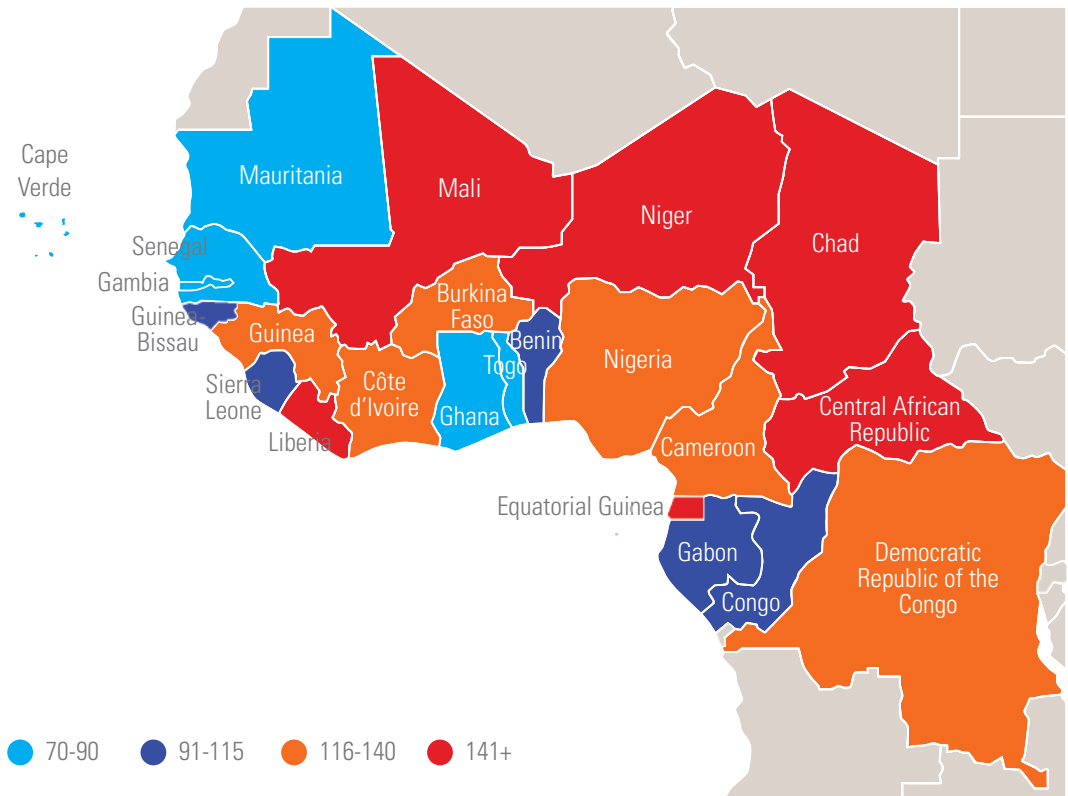 Cape
Verde
Mauritania
Mali
Niger
Chad
Senegal
Gambia
Guinea-
Bissau
Guinea
Burkina
Faso
Benin
Togo
Nigeria
Sierra
Leone
Côte
d'Ivoire
Ghana
Liberia
Central African
Republic
Cameroon
Equatorial Guinea
Gabon
Congo
Democratic
Republic of the
Congo
70-90
91-115
116-140
141+